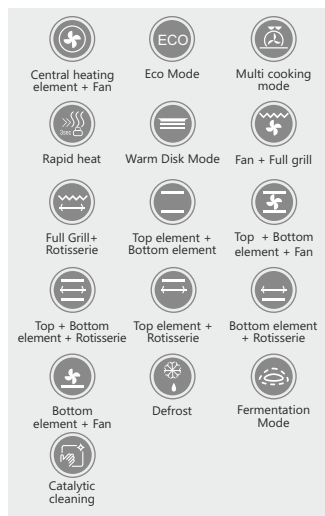 ECO
Central heating
element + Fan
Eco Mode
Multi cooking
mode
3sec
Rapid heat
Warm Disk Mode
Fan + Full grill
Full Grill+
Rotisserie
Top element +
Bottom element
Top + Bottom
element + Fan
Top + Bottom
element + Rotisserie
Top element +
Rotisserie
Bottom element
+ Rotisserie
Bottom
element + Fan
Defrost
Fermentation
Mode
Catalytic
cleaning